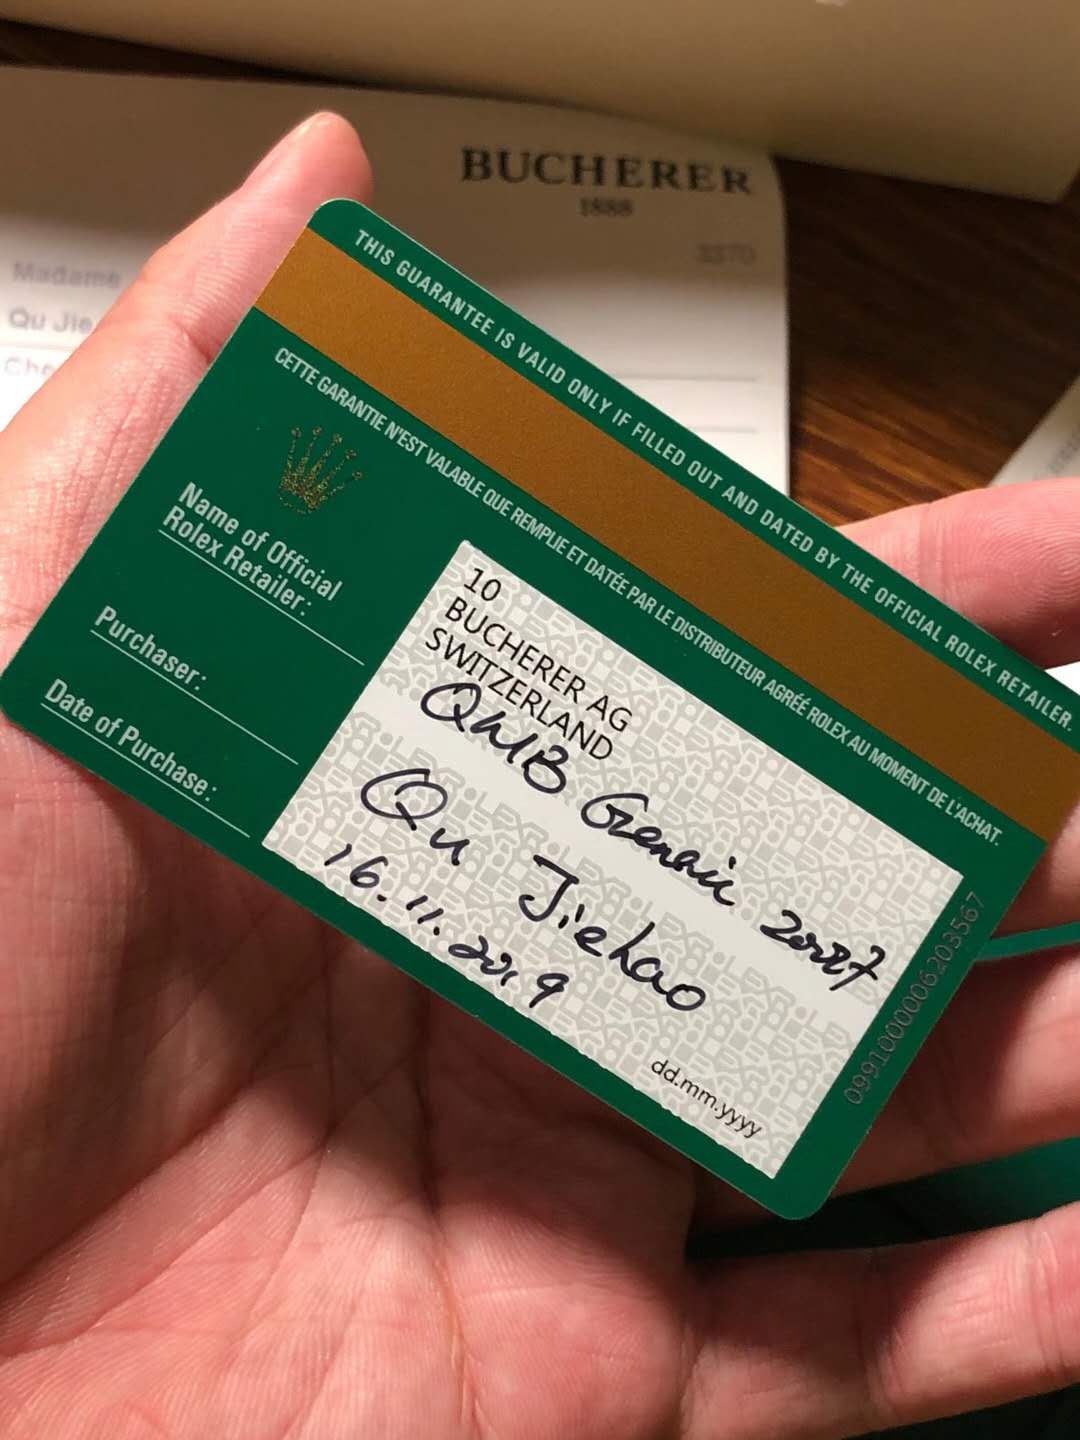 BUCHERER
1888
3370
Madame
Qu Jie
Che
THIS GUARANTEE IS VALID ONLY IF FILLED OUT AND DATED BY THE OFFICIAL ROLEX RETAILER.
CETTE GARANTIE N'EST VALABLE QUE REMPLIE ET DATÉE PAR LE DISTRIBUTEUR AGRÉÉ ROLEX AU MOMENT DE L'ACHAT.
Name of Official
Rolex Retailer:
10
BUCHERER AG
SWITZERLAND
Purchaser:
Qu Jiehao
Date of Purchase:
16.11.2019
dd.mm.yyyy
0991000006203567